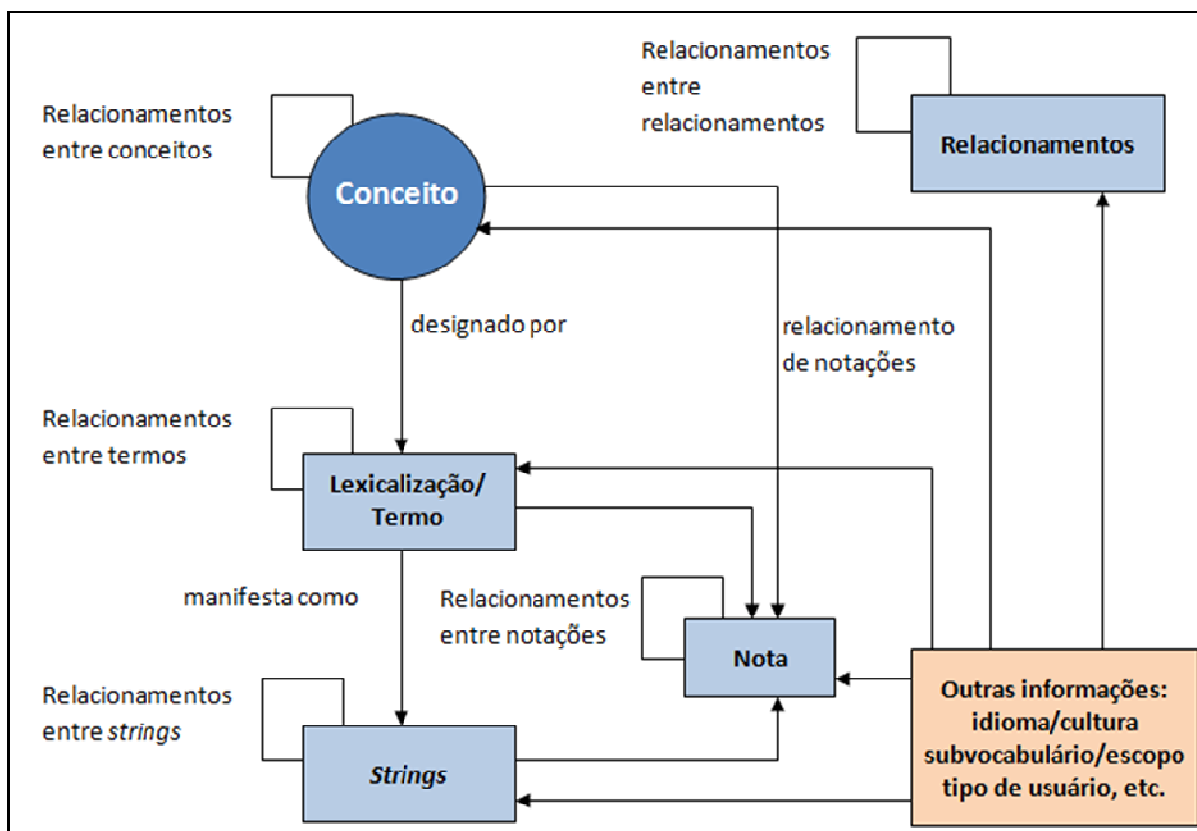 Relacionamentos
entre
relacionamentos
Relacionamentos
entre conceitos
Relacionamentos
Conceito
designado por
relacionamento
de notações
Relacionamentos
entre termos
Lexicalização/
Termo
manifesta como
Relacionamentos
entre notações
Nota
Relacionamentos
entre strings
Strings
Outras informações:
idioma/cultura
subvocabulário/escopo
tipo de usuário, etc.